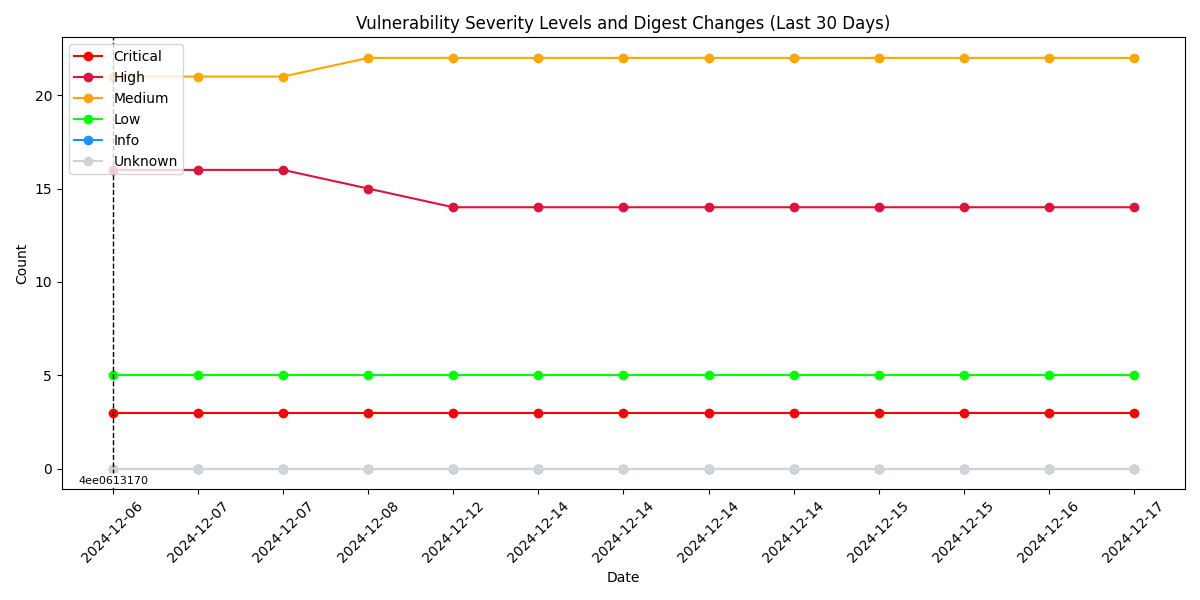 Vulnerability Severity Levels and Digest Changes (Last 30 Days)
Critical
High
Medium
Low
Info
Unknown
Count
20
15
10
5
0
4ee0613170
2024-12-06
2024-12-07
2024-12-07
2024-12-08
2024-12-12
2024-12-14
2024-12-14
2024-12-14
2024-12-14
2024-12-15
2024-12-15
2024-12-16
2024-12-17
Date